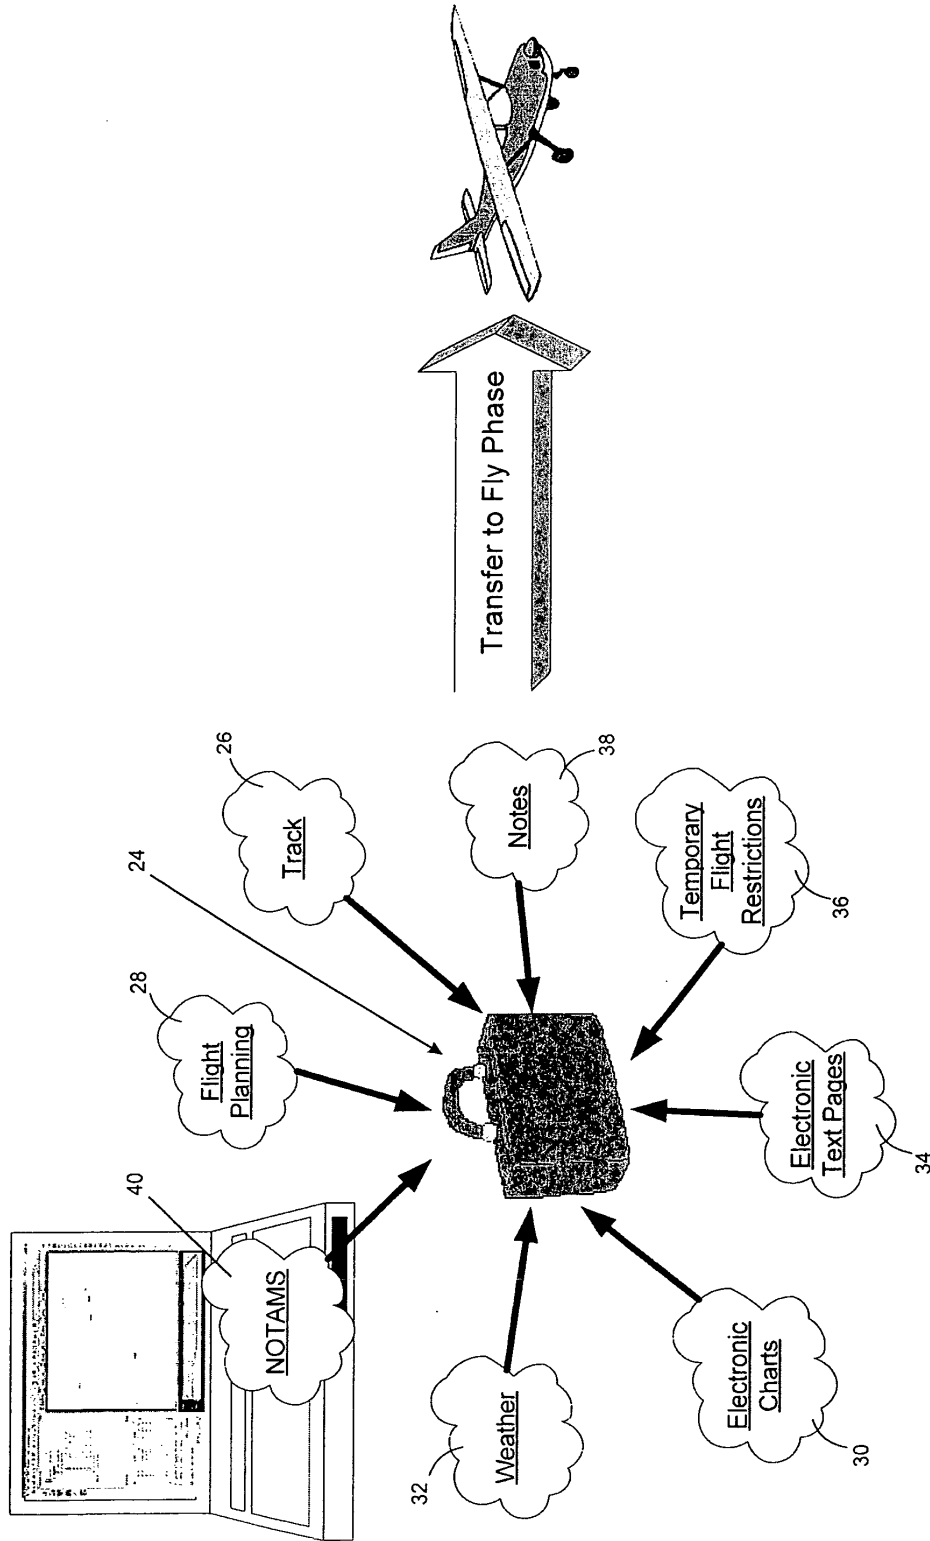 40
NOTAMS
28
Flight
Planning
24
26
Track
32
Weather
Notes
38
Transfer to Fly Phase
Electronic
Charts
30
Electronic
Text Pages
34
Temporary
Flight
Restrictions
36